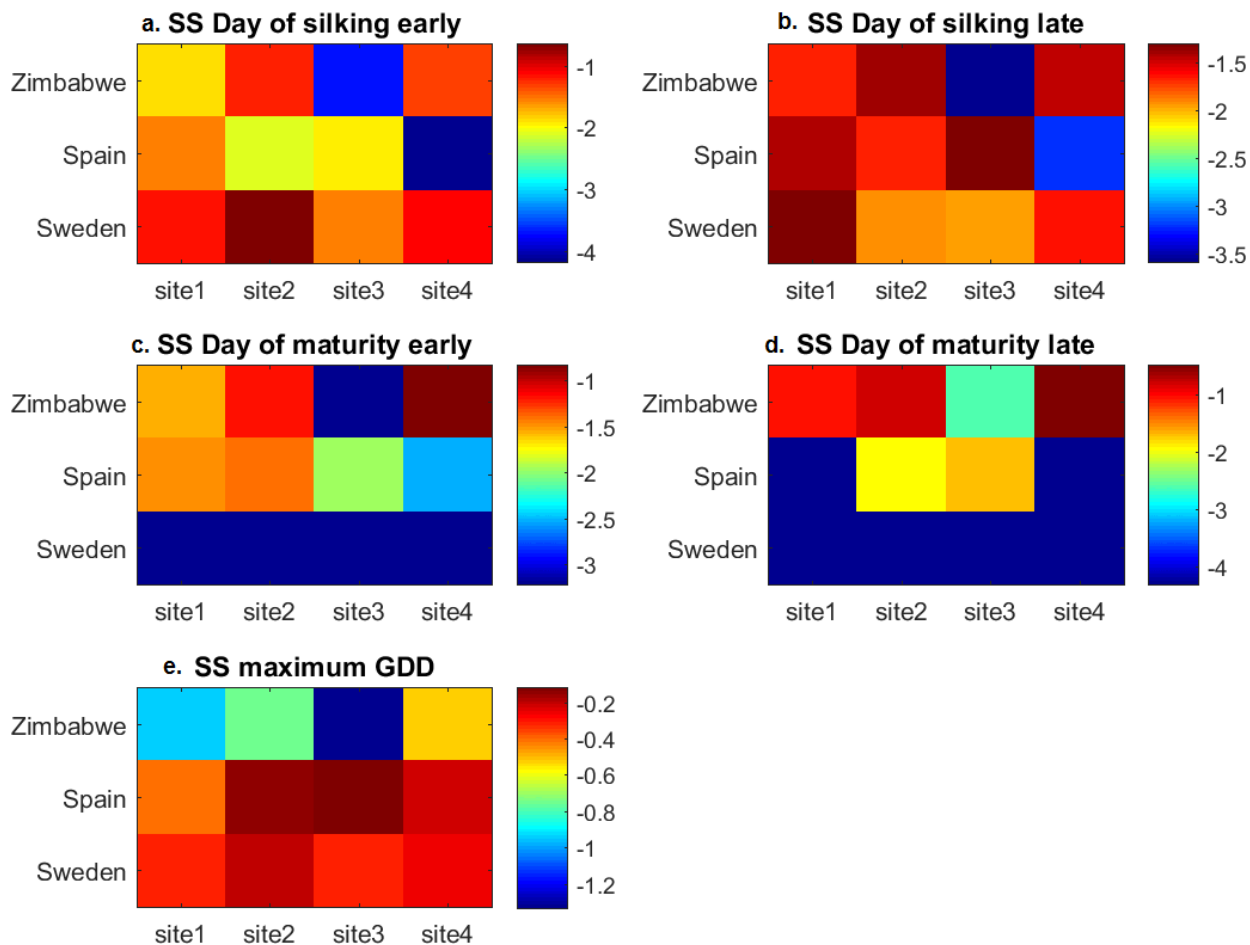 a. SS Day of silking early
Zimbabwe
Spain
Sweden
site1 site2 site3 site4
-1
-2
-3
-4
b. SS Day of silking late
Zimbabwe
Spain
Sweden
site1 site2 site3 site4
-1.5
-2
-2.5
-3
-3.5
c. SS Day of maturity early
Zimbabwe
Spain
Sweden
site1 site2 site3 site4
-1
-1.5
-2
-2.5
-3
d. SS Day of maturity late
Zimbabwe
Spain
Sweden
site1 site2 site3 site4
-1
-2
-3
-4
e. SS maximum GDD
Zimbabwe
Spain
Sweden
site1 site2 site3 site4
-0.2
-0.4
-0.6
-0.8
-1
-1.2